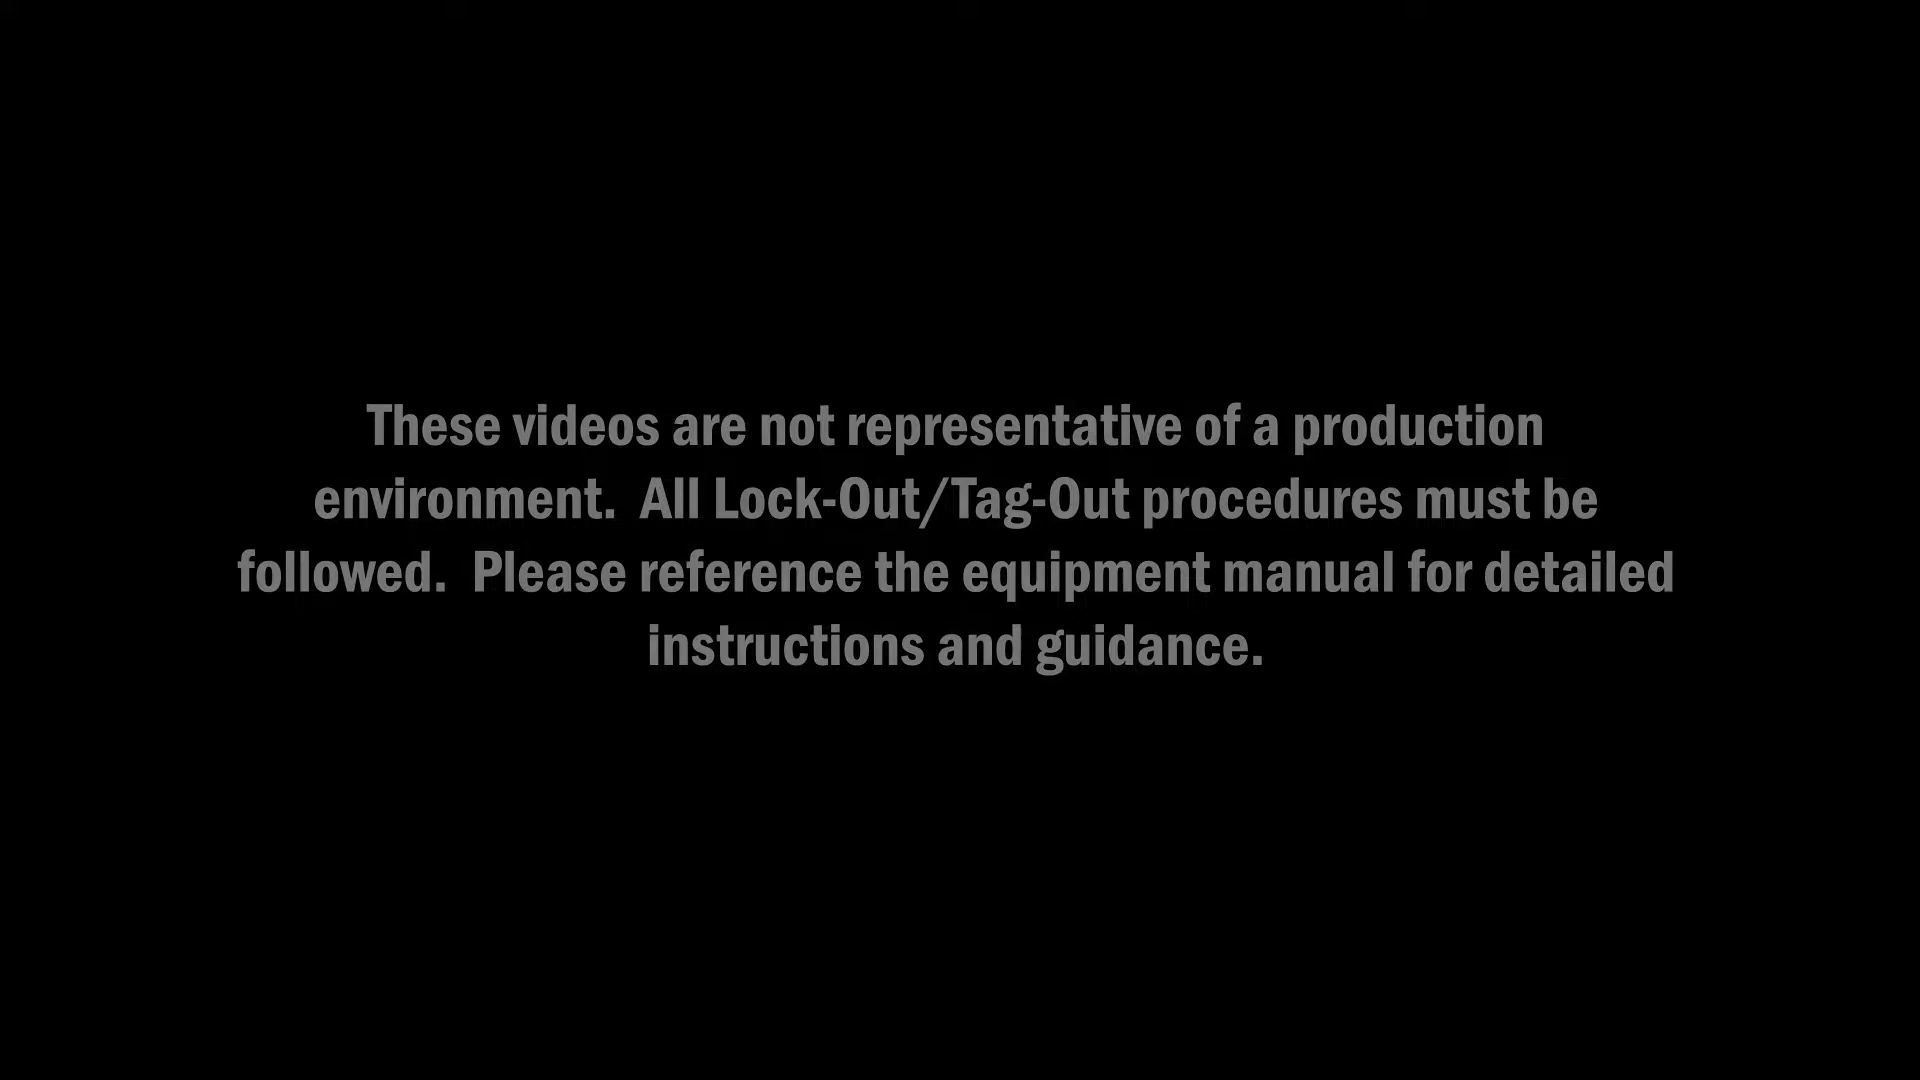 These videos are not representative of a production
environment.  All Lock-Out/Tag-Out procedures must be
followed.  Please reference the equipment manual for detailed
instructions and guidance.